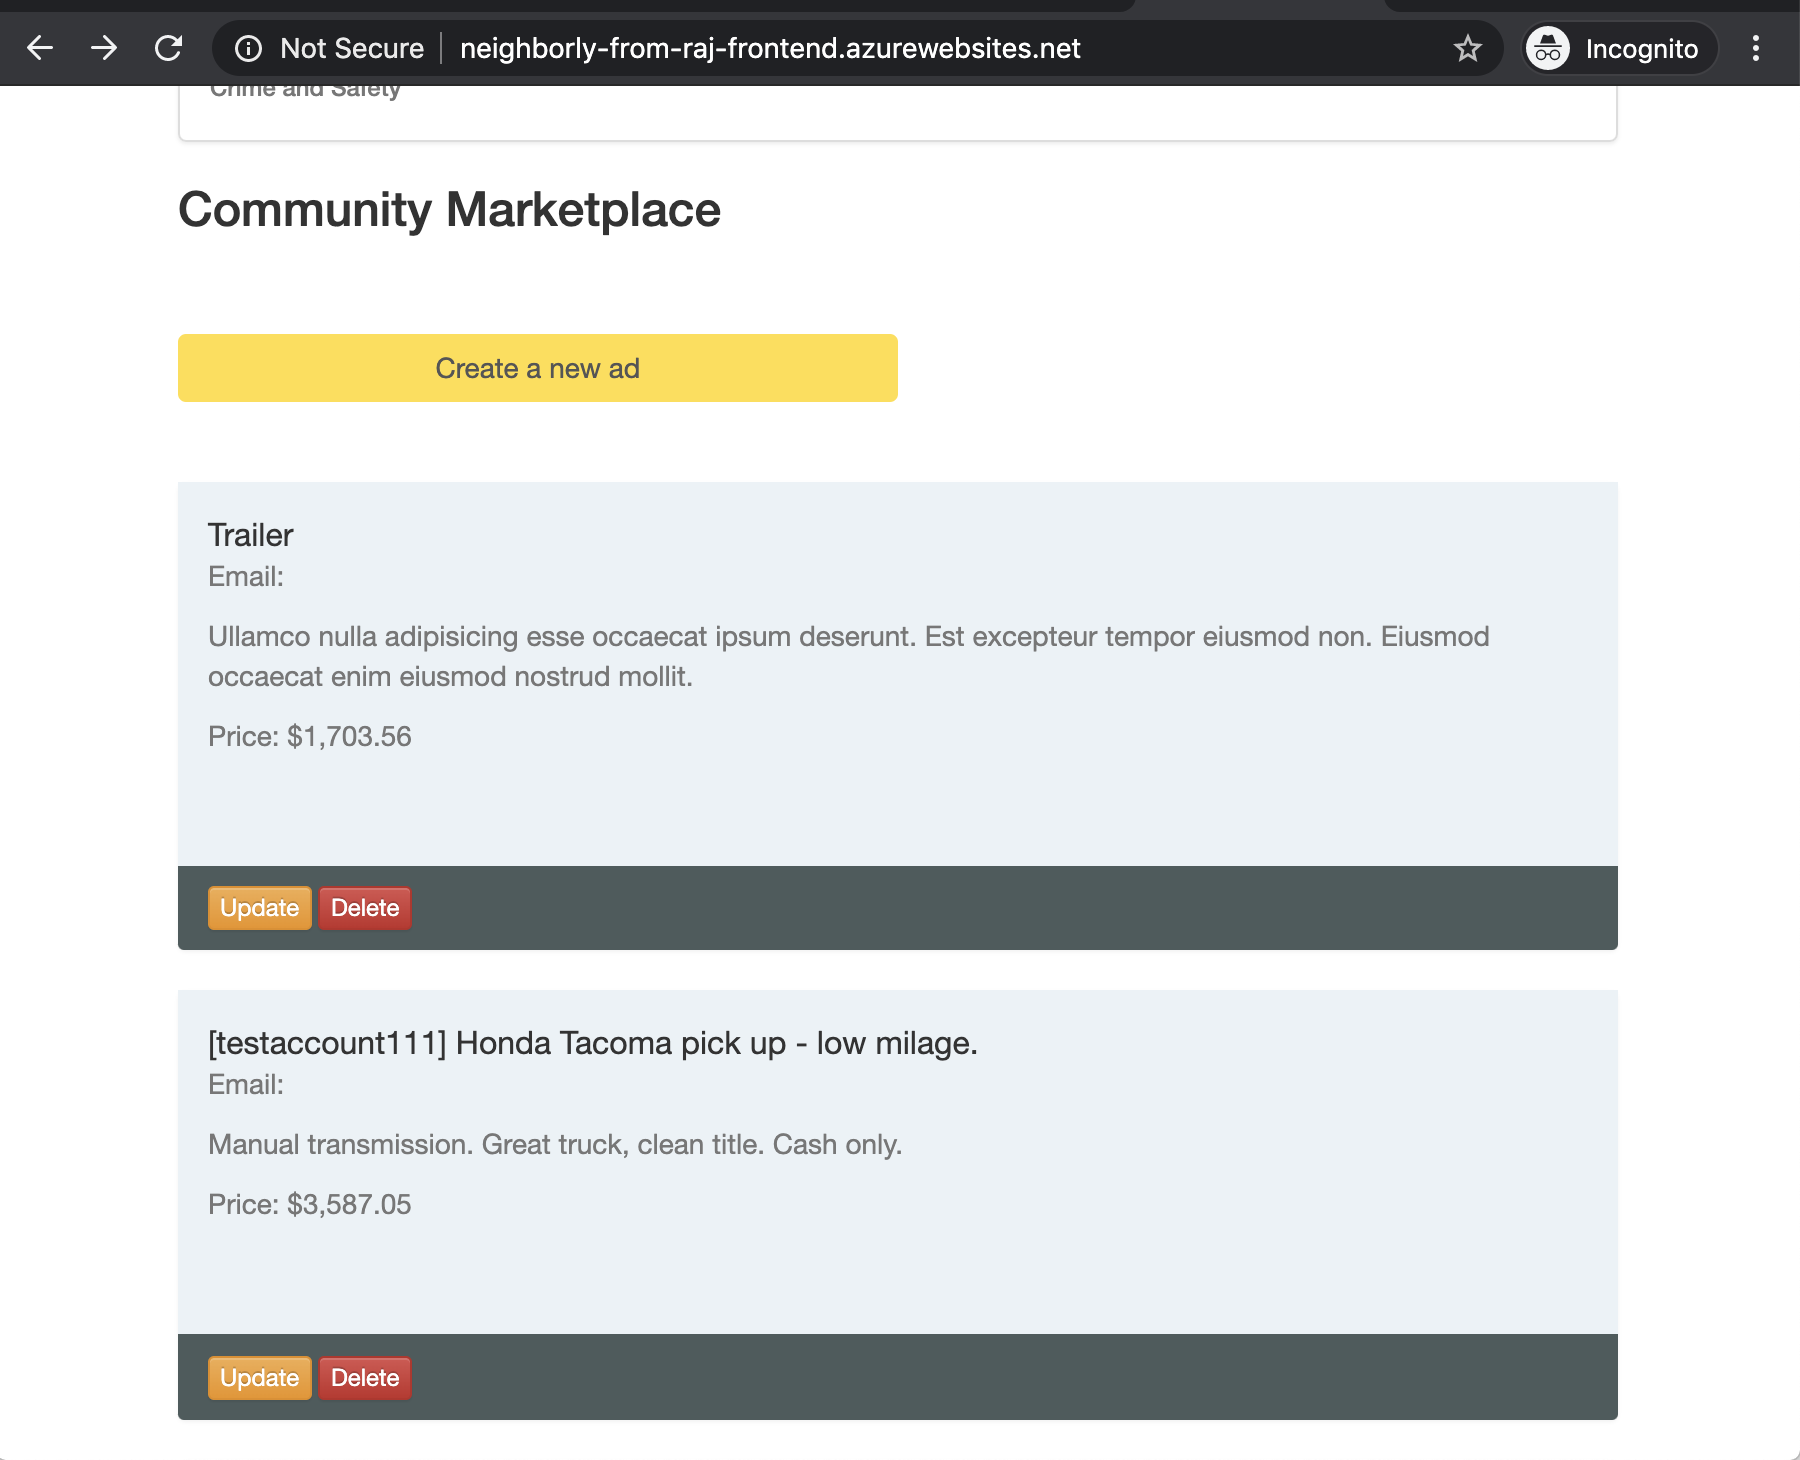 Not Secure neighborly-from-raj-frontend.azurewebsites.net Incognito
Crime and Safety
Community Marketplace
Create a new ad
Trailer
Email:
Ullamco nulla adipisicing esse occaecat ipsum deserunt. Est excepteur tempor eiusmod non. Eiusmod
occaecat enim eiusmod nostrud mollit.
Price: $1,703.56
Update Delete
[testaccount111] Honda Tacoma pick up - low milage.
Email:
Manual transmission. Great truck, clean title. Cash only.
Price: $3,587.05
Update Delete